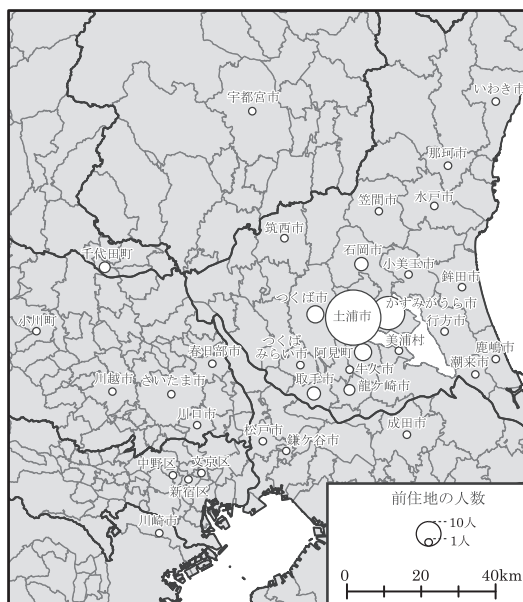 宇都宮市
いわき市
那珂市
笠間市
水戸市
筑西市
石岡市
小美玉市
千代田町
鉾田市
つくば市
かすみがうら市
土浦市
行方市
小川町
美浦村
つくば
みらい市
阿見町
鹿嶋市
春日部市
牛久市
潮来市
川越市
さいたま市
取手市
龍ヶ崎市
川口市
成田市
松戸市
鎌ケ谷市
中野区
文京区
新宿区
川崎市
前住地の人数
10人
1人
0
20
40km